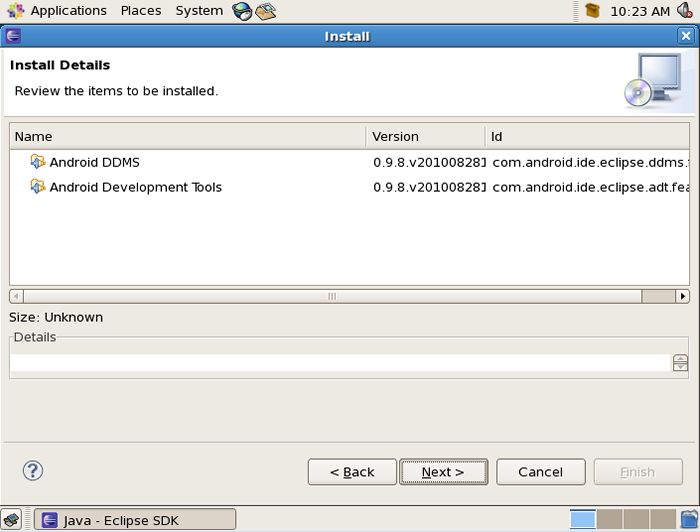 Applications Places System 10:23 AM
Install
Install Details
Review the items to be installed.
Name Version Id
Android DDMS 0.9.8.v201008281 com.android.ide.eclipse.ddms.
Android Development Tools 0.9.8.v201008281 com.android.ide.eclipse.adt.fea
Size: Unknown
Details
? < Back Next > Cancel Finish
Java - Eclipse SDK